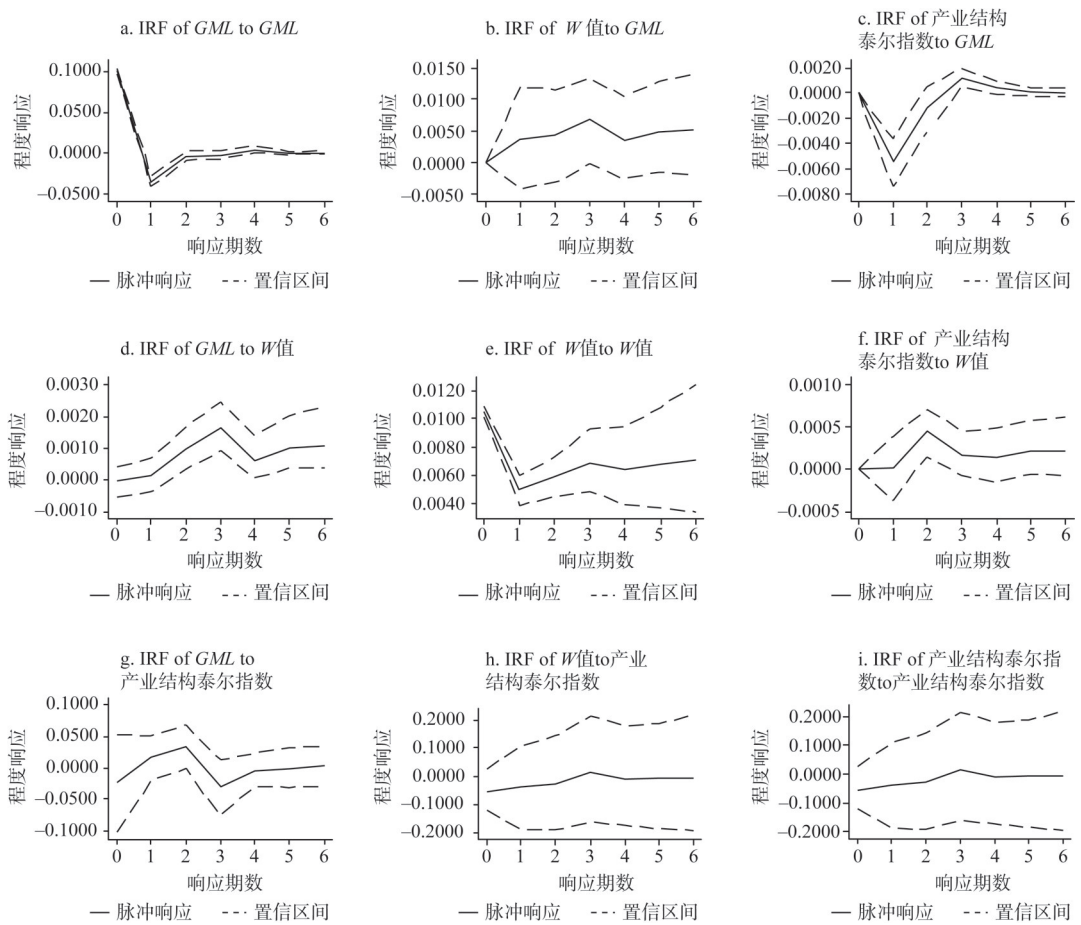 a. IRF of GML to GML
0.1000
0.0500
0.0000
–0.0500
程度响应
0 1 2 3 4 5 6
响应期数
脉冲响应 置信区间
b. IRF of W值to GML
0.0150
0.0100
0.0050
0.0000
–0.0050
程度响应
0 1 2 3 4 5 6
响应期数
脉冲响应 置信区间
c. IRF of 产业结构
泰尔指数to GML
0.0020
0.0000
–0.0020
–0.0040
–0.0060
–0.0080
程度响应
0 1 2 3 4 5 6
响应期数
脉冲响应 置信区间
d. IRF of GML to W值
0.0030
0.0020
0.0010
0.0000
–0.0010
程度响应
0 1 2 3 4 5 6
响应期数
脉冲响应 置信区间
e. IRF of W值to W值
0.0120
0.0100
0.0080
0.0060
0.0040
程度响应
0 1 2 3 4 5 6
响应期数
脉冲响应 置信区间
f. IRF of 产业结构
泰尔指数to W值
0.0010
0.0005
0.0000
–0.0005
程度响应
0 1 2 3 4 5 6
响应期数
脉冲响应 置信区间
g. IRF of GML to
产业结构泰尔指数
0.1000
0.0500
0.0000
–0.0500
–0.1000
程度响应
0 1 2 3 4 5 6
响应期数
脉冲响应 置信区间
h. IRF of W值to产业
结构泰尔指数
0.2000
0.1000
0.0000
–0.1000
–0.2000
程度响应
0 1 2 3 4 5 6
响应期数
脉冲响应 置信区间
i. IRF of 产业结构泰尔指
数to产业结构泰尔指数
0.2000
0.1000
0.0000
–0.1000
–0.2000
程度响应
0 1 2 3 4 5 6
响应期数
脉冲响应 置信区间